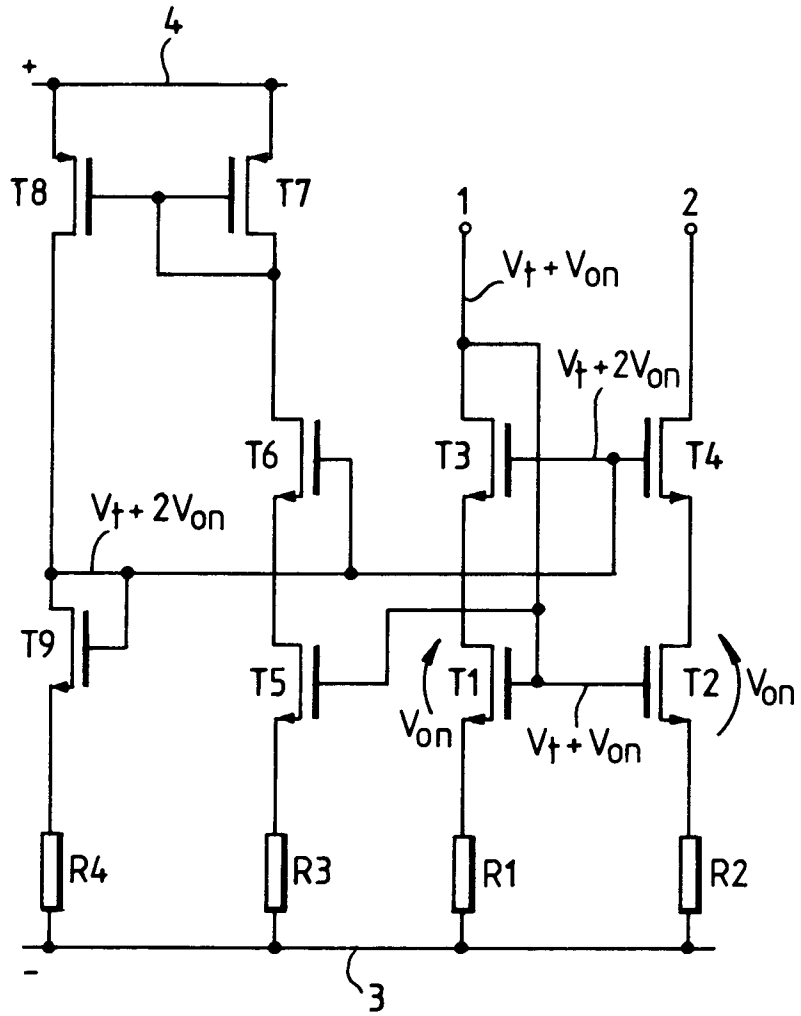 4
+
T8
T7
1
2
Vt + Von
Vt + 2Von
T6
T3
T4
Vt + 2Von
T9
T5
T1
T2
Von
Von
Vt + Von
R4
R3
R1
R2
-
3